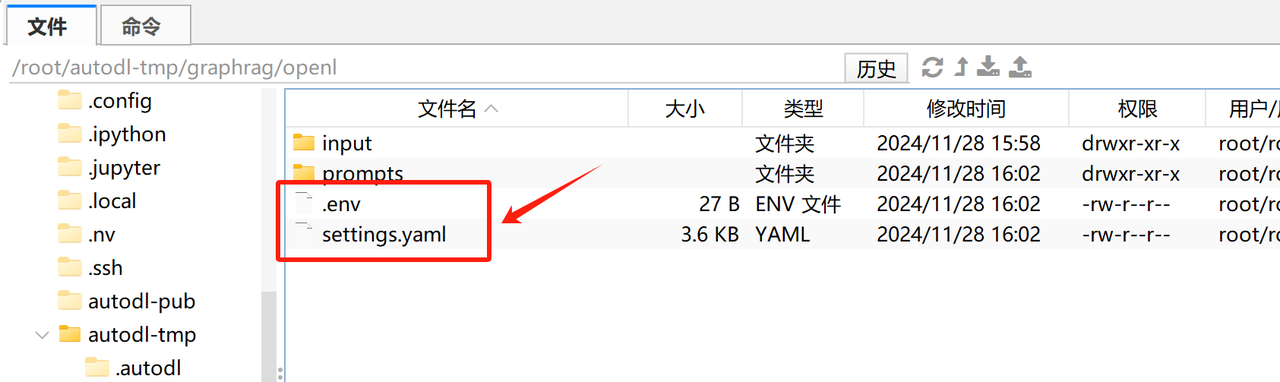 文件 命令
/root/autodl-tmp/graphrag/openl 历史
.config
.ipython
.jupyter
.local
.nv
.ssh
autodl-pub
autodl-tmp
.autodl
文件名 大小 类型 修改时间 权限 用户/
input 文件夹 2024/11/28 15:58 drwxr-xr-x root/ro
prompts 文件夹 2024/11/28 16:02 drwxr-xr-x root/ro
.env 27 B ENV 文件 2024/11/28 16:02 -rw-r--r-- root/ro
settings.yaml 3.6 KB YAML 2024/11/28 16:02 -rw-r--r-- root/ro